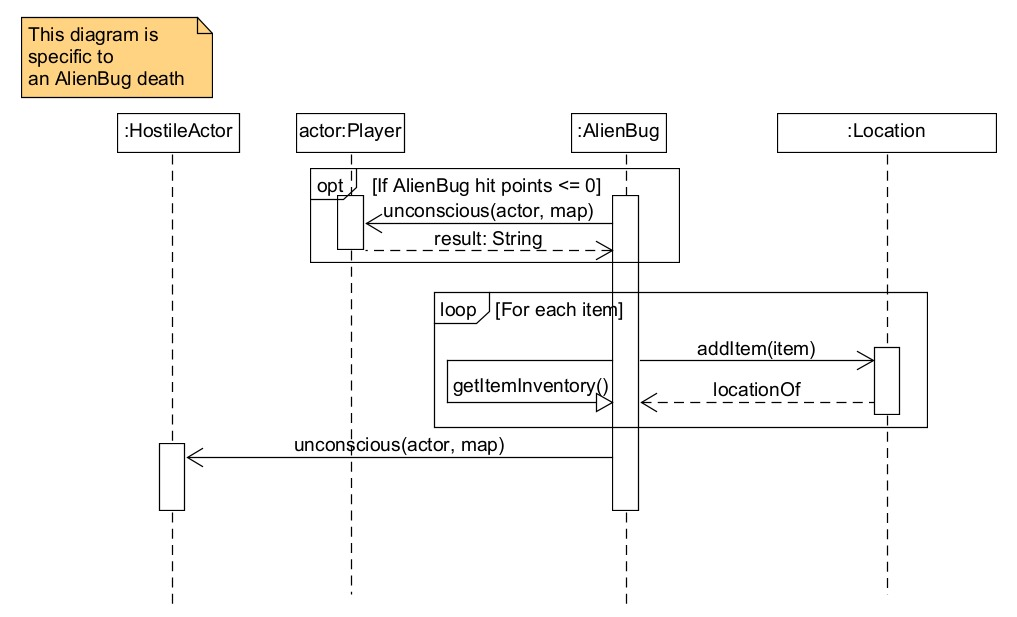 This diagram is
specific to
an AlienBug death
:HostileActor
actor:Player
:AlienBug
:Location
opt
[If AlienBug hit points <= 0]
unconscious(actor, map)
result: String
loop
[For each item]
addItem(item)
getItemInventory()
locationOf
unconscious(actor, map)